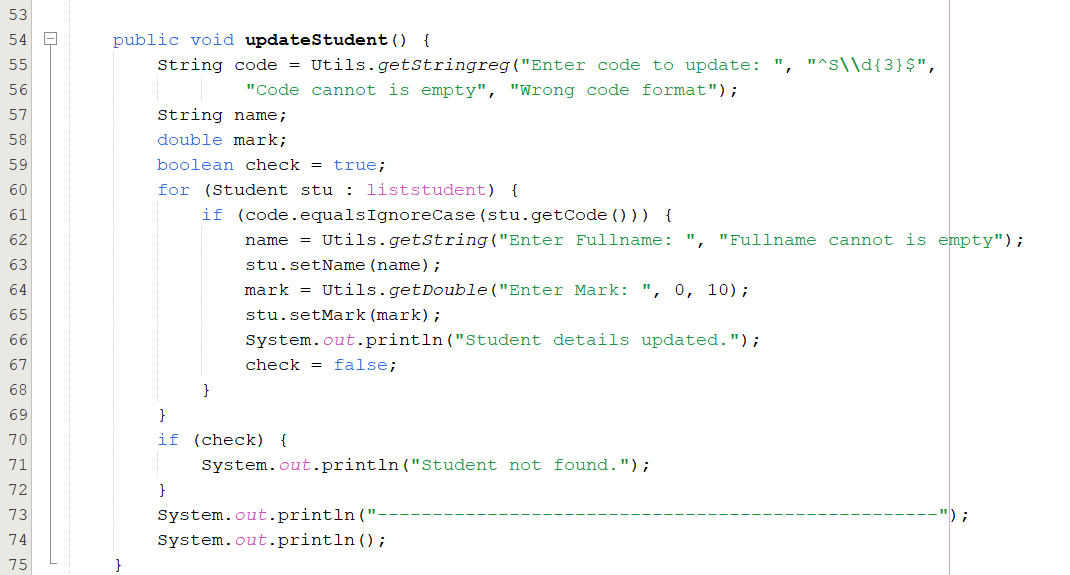 53
54 public void updateStudent() {
55 String code = Utils.getStringreg("Enter code to update: ", "^S\\d{3}$",
56 "Code cannot is empty", "Wrong code format");
57 String name;
58 double mark;
59 boolean check = true;
60 for (Student stu : liststudent) {
61 if (code.equalsIgnoreCase(stu.getCode())) {
62 name = Utils.getString("Enter Fullname: ", "Fullname cannot is empty");
63 stu.setName(name);
64 mark = Utils.getDouble("Enter Mark: ", 0, 10);
65 stu.setMark(mark);
66 System.out.println("Student details updated.");
67 check = false;
68 }
69 }
70 if (check) {
71 System.out.println("Student not found.");
72 }
73 System.out.println("---------------------------------------------------");
74 System.out.println();
75 }